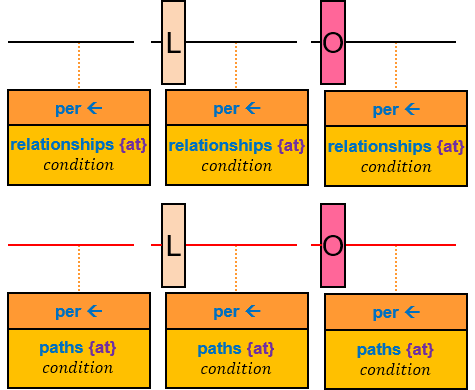 L O
per ← per ← per ←
relationships {at} relationships {at} relationships {at}
condition condition condition
L O
per ← per ← per ←
paths {at} paths {at} paths {at}
condition condition condition